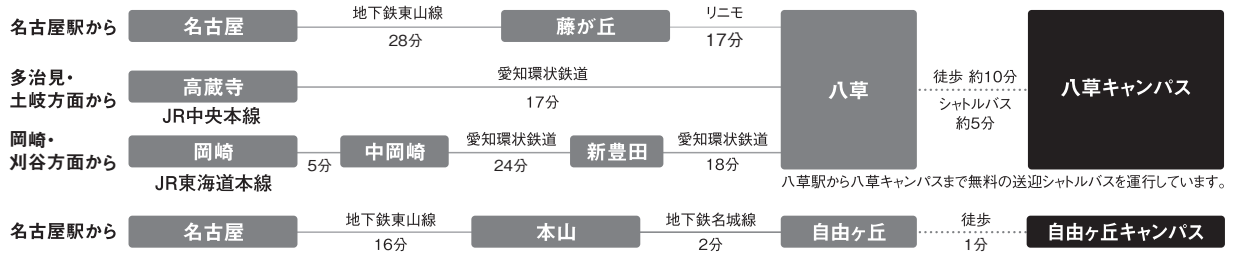 名古屋駅から
名古屋
地下鉄東山線
28分
藤が丘
リニモ
17分
多治見・
土岐方面から
高蔵寺
JR中央本線
愛知環状鉄道
17分
岡崎・
刈谷方面から
岡崎
JR東海道本線
5分
中岡崎
愛知環状鉄道
24分
新豊田
愛知環状鉄道
18分
八草
徒歩 約10分
シャトルバス
約5分
八草キャンパス
八草駅から八草キャンパスまで無料の送迎シャトルバスを運行しています。
名古屋駅から
名古屋
地下鉄東山線
16分
本山
地下鉄名城線
2分
自由ヶ丘
徒歩
1分
自由ヶ丘キャンパス